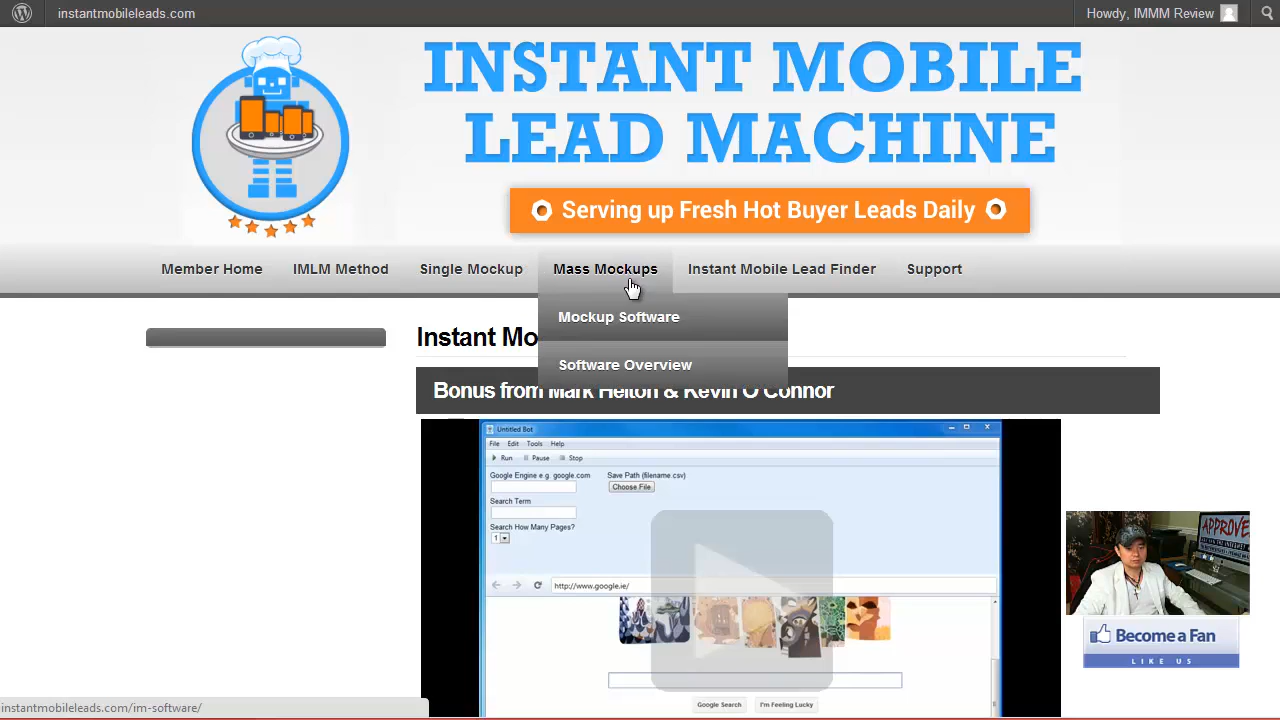 instantmobileleads.com
Howdy, IMMM Review
INSTANT MOBILE
LEAD MACHINE
Serving up Fresh Hot Buyer Leads Daily
Member Home
IMLM Method
Single Mockup
Mass Mockups
Instant Mobile Lead Finder
Support
Mockup Software
Software Overview
Instant Mo
Bonus from Mark Helton & Kevin O'Connor
Untitled Bot
File Edit Tools Help
Run Pause Stop
Google Engine e.g google.com
Save Path (filename.csv)
Choose File
Search Term
Search How Many Pages?
1
http://www.google.ie/
Google Search
I'm Feeling Lucky
APPROVE
Become a Fan
LIKE US
instantmobileleads.com/im-software/